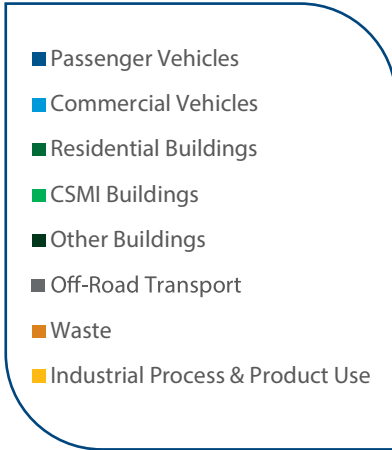 Passenger Vehicles
Commercial Vehicles
Residential Buildings
CSMI Buildings
Other Buildings
Off-Road Transport
Waste
Industrial Process & Product Use